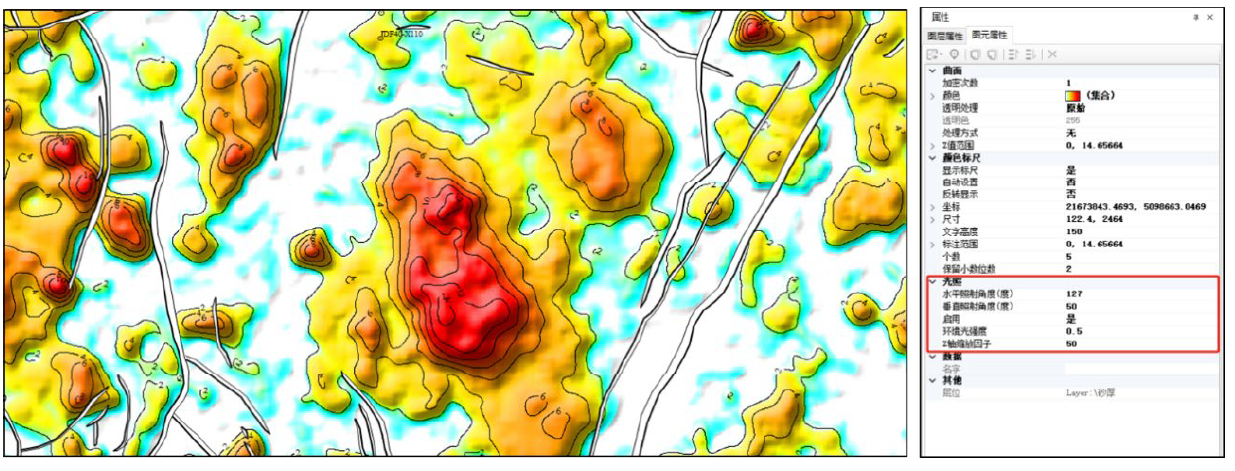 JDF40-X110
属性
图层属性 图元属性
曲面
加密次数 1
颜色 (集合)
透明处理 原始
透明色 255
处理方式 无
Z值范围 0, 14.65664
颜色标尺
显示标尺 是
自动设置 否
反转显示 否
坐标 21673843.4693, 5098663.0469
尺寸 122.4, 2464
文字高度 150
标注范围 0, 14.65664
个数 5
保留小数位数 2
光照
水平照射角度(度) 127
垂直照射角度(度) 50
启用 是
环境光强度 0.5
Z轴缩放因子 50
数据
名字
其他
层位 Layer:\砂厚